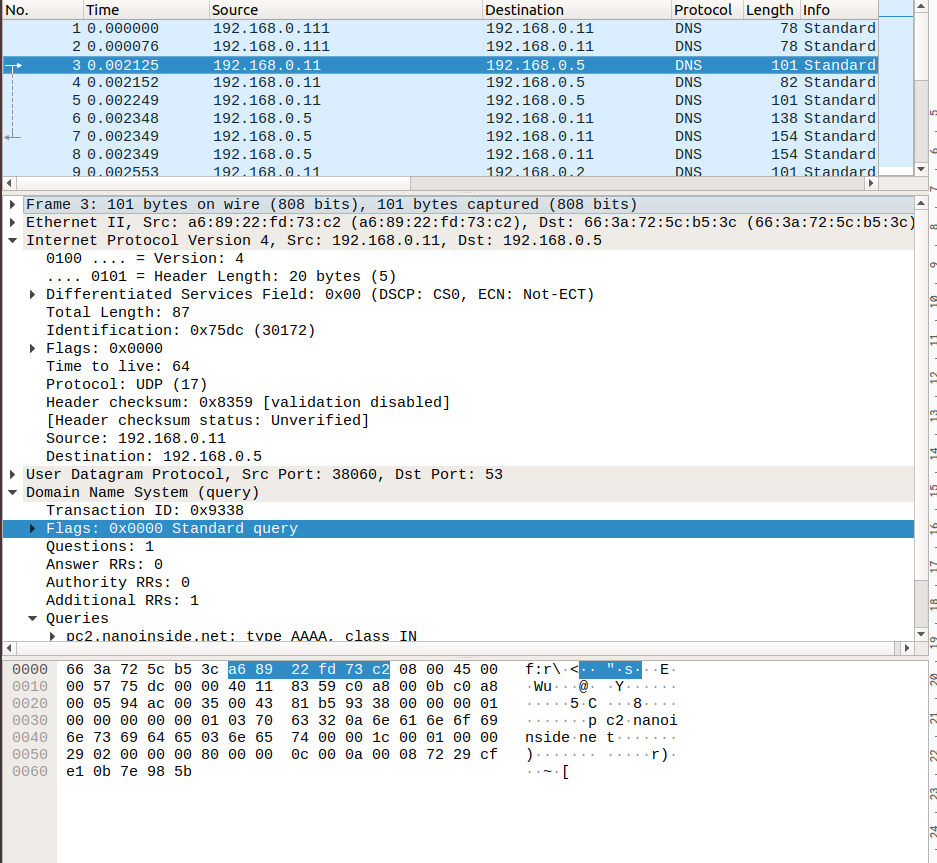 No. Time Source Destination Protocol Length Info
1 0.000000 192.168.0.111 192.168.0.11 DNS 78 Standard
2 0.000076 192.168.0.111 192.168.0.11 DNS 78 Standard
3 0.002125 192.168.0.11 192.168.0.5 DNS 101 Standard
4 0.002152 192.168.0.11 192.168.0.5 DNS 82 Standard
5 0.002249 192.168.0.11 192.168.0.5 DNS 101 Standard
6 0.002348 192.168.0.5 192.168.0.11 DNS 138 Standard
7 0.002349 192.168.0.5 192.168.0.11 DNS 154 Standard
8 0.002349 192.168.0.5 192.168.0.11 DNS 154 Standard
9 0.002553 192.168.0.11 192.168.0.2 DNS 101 Standard
Frame 3: 101 bytes on wire (808 bits), 101 bytes captured (808 bits)
Ethernet II, Src: a6:89:22:fd:73:c2 (a6:89:22:fd:73:c2), Dst: 66:3a:72:5c:b5:3c (66:3a:72:5c:b5:3c)
Internet Protocol Version 4, Src: 192.168.0.11, Dst: 192.168.0.5
0100 .... = Version: 4
.... 0101 = Header Length: 20 bytes (5)
Differentiated Services Field: 0x00 (DSCP: CS0, ECN: Not-ECT)
Total Length: 87
Identification: 0x75dc (30172)
Flags: 0x0000
Time to live: 64
Protocol: UDP (17)
Header checksum: 0x8359 [validation disabled]
[Header checksum status: Unverified]
Source: 192.168.0.11
Destination: 192.168.0.5
User Datagram Protocol, Src Port: 38060, Dst Port: 53
Domain Name System (query)
Transaction ID: 0x9338
Flags: 0x0000 Standard query
Questions: 1
Answer RRs: 0
Authority RRs: 0
Additional RRs: 1
Queries
pc2.nanoinside.net: type AAAA, class IN
0000 66 3a 72 5c b5 3c a6 89 22 fd 73 c2 08 00 45 00 f:r\·<·· "·s···E·
0010 00 57 75 dc 00 00 40 11 83 59 c0 a8 00 0b c0 a8 ·Wu···@· ·Y······
0020 00 05 94 ac 00 35 00 43 81 b5 93 38 00 00 00 01 ·····5·C ···8····
0030 00 00 00 00 00 01 03 70 63 32 0a 6e 61 6e 6f 69 ·······p c2·nanoi
0040 6e 73 69 64 65 03 6e 65 74 00 00 1c 00 01 00 00 nside·ne t·······
0050 29 02 00 00 00 80 00 00 0c 00 0a 00 08 72 29 cf )······· ·····r)·
0060 e1 0b 7e 98 5b ··~·[
5
6
7
8
9
10
11
12
13
14
15
16
17
18
19
20
21
22
23
24